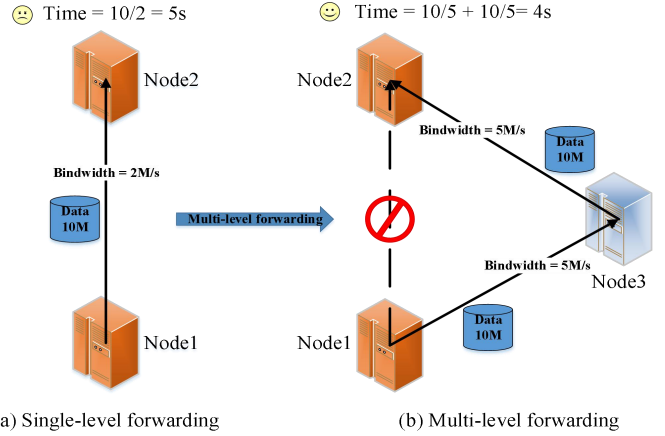 Time = 10/2 = 5s
Time = 10/5 + 10/5= 4s
Node2
Node2
Bindwidth = 5M/s
Data
10M
Bindwidth = 2M/s
Data
10M
Multi-level forwarding
Bindwidth = 5M/s
Node3
Data
10M
Node1
Node1
a) Single-level forwarding
(b) Multi-level forwarding